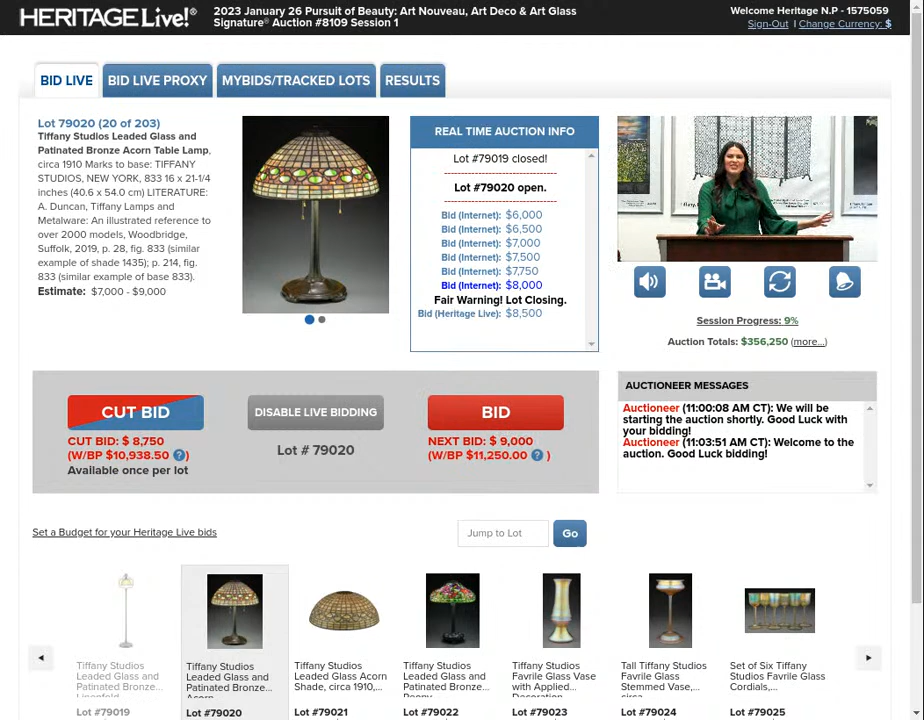 HERITAGE Live!®
2023 January 26 Pursuit of Beauty: Art Nouveau, Art Deco & Art Glass
Signature® Auction #8109 Session 1
Welcome Heritage N.P - 1575059
Sign-Out | Change Currency: $
BID LIVE
BID LIVE PROXY
MYBIDS/TRACKED LOTS
RESULTS
Lot 79020 (20 of 203)
Tiffany Studios Leaded Glass and
Patinated Bronze Acorn Table Lamp,
circa 1910 Marks to base: TIFFANY
STUDIOS, NEW YORK, 833 16 x 21-1/4
inches (40.6 x 54.0 cm) LITERATURE:
A. Duncan, Tiffany Lamps and
Metalware: An illustrated reference to
over 2000 models, Woodbridge,
Suffolk, 2019, p. 28, fig. 833 (similar
example of shade 1435); p. 214, fig.
833 (similar example of base 833).
Estimate: $7,000 - $9,000
REAL TIME AUCTION INFO
Lot #79019 closed!
Lot #79020 open.
Bid (Internet): $6,000
Bid (Internet): $6,500
Bid (Internet): $7,000
Bid (Internet): $7,500
Bid (Internet): $7,750
Bid (Internet): $8,000
Fair Warning! Lot Closing.
Bid (Heritage Live): $8,500
Session Progress: 9%
Auction Totals: $356,250 (more...)
CUT BID
CUT BID: $ 8,750
(W/BP $10,938.50 ?)
Available once per lot
DISABLE LIVE BIDDING
Lot # 79020
BID
NEXT BID: $ 9,000
(W/BP $11,250.00 ? )
AUCTIONEER MESSAGES
Auctioneer (11:00:08 AM CT): We will be
starting the auction shortly. Good Luck with
your bidding!
Auctioneer (11:03:51 AM CT): Welcome to the
auction. Good Luck bidding!
Set a Budget for your Heritage Live bids
Jump to Lot
Go
Tiffany Studios
Leaded Glass and
Patinated Bronze...
Lot #79019
Tiffany Studios
Leaded Glass and
Patinated Bronze
Acorn...
Lot #79020
Tiffany Studios
Leaded Glass Acorn
Shade, circa 1910,...
Lot #79021
Tiffany Studios
Leaded Glass and
Patinated Bronze
Peony...
Lot #79022
Tiffany Studios
Favrile Glass Vase
with Applied
Decoration...
Lot #79023
Tall Tiffany Studios
Favrile Glass
Stemmed Vase,
circa...
Lot #79024
Set of Six Tiffany
Studios Favrile Glass
Cordials,...
Lot #79025